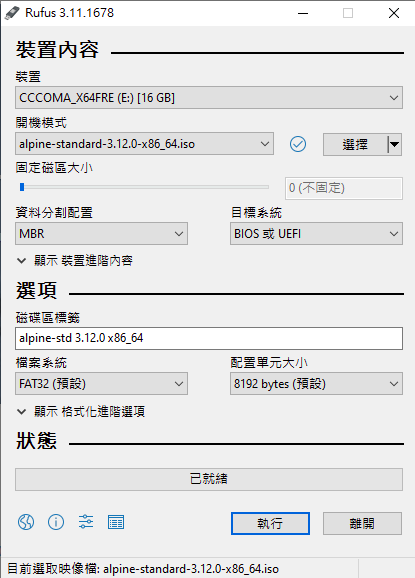 Rufus 3.11.1678
裝置內容
裝置
CCCOMA_X64FRE (E:) [16 GB]
開機模式
alpine-standard-3.12.0-x86_64.iso
選擇
固定磁區大小
0 (不固定)
資料分割配置
目標系統
MBR
BIOS 或 UEFI
顯示 裝置進階內容
選項
磁碟區標籤
alpine-std 3.12.0 x86_64
檔案系統
配置單元大小
FAT32 (預設)
8192 bytes (預設)
顯示 格式化進階選項
狀態
已就緒
執行
離開
目前選取映像檔: alpine-standard-3.12.0-x86_64.iso